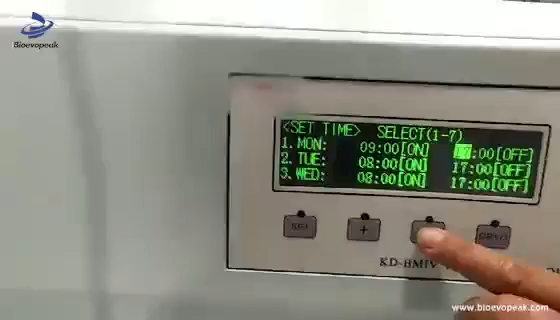 Bioevopeak
<SET TIME> SELECT(1-7)
1.MON: 09:00[ON] 17:00[OFF]
2.TUE: 08:00[ON] 17:00[OFF]
3.WED: 08:00[ON] 17:00[OFF]
+
KD-HMIV
www.bioevopeak.com